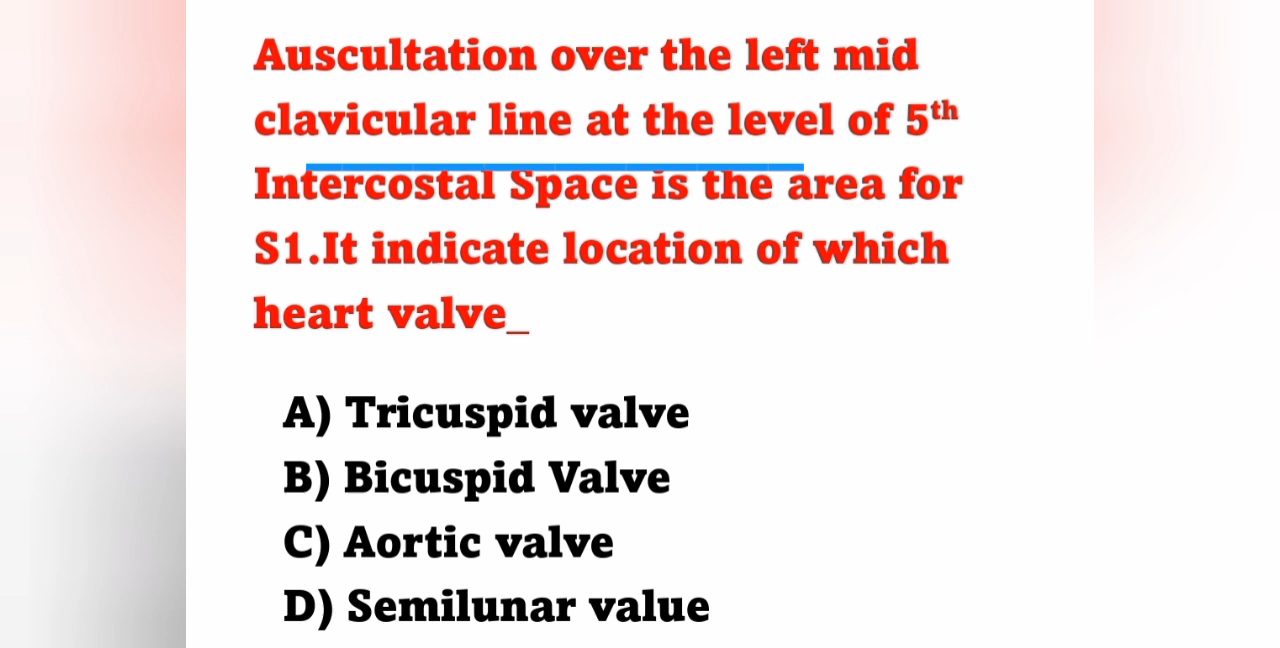 Auscultation over the left mid
clavicular line at the level of 5th
Intercostal Space is the area for
S1.It indicate location of which
heart valve_
A) Tricuspid valve
B) Bicuspid Valve
C) Aortic valve
D) Semilunar value